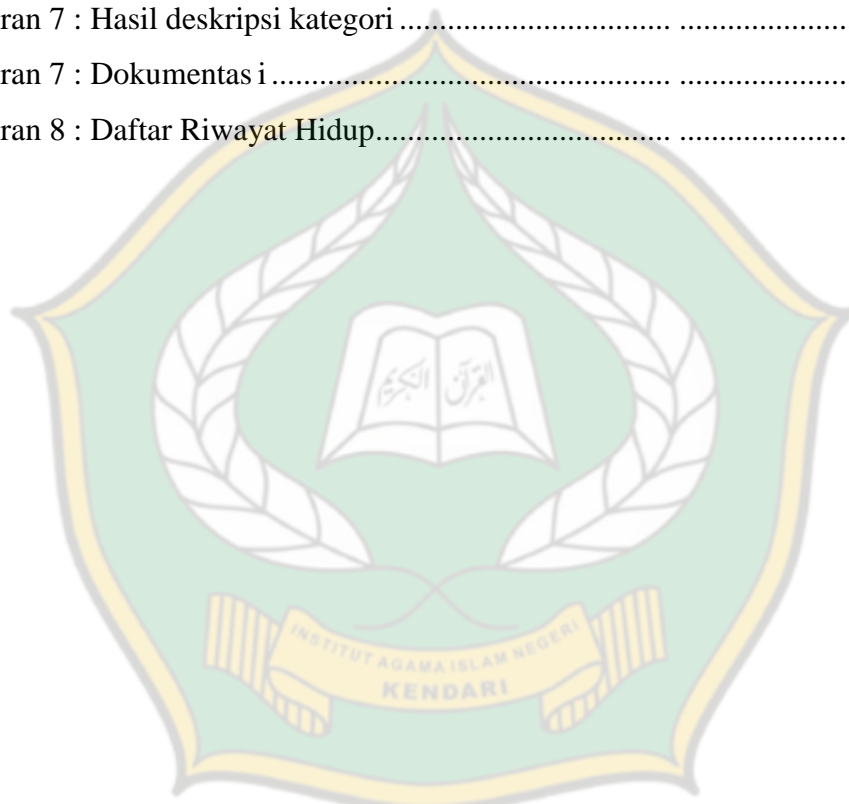 ran 7 : Hasil deskripsi kategori .................................. .....................
ran 7 : Dokumentas i .................................................. .....................
ran 8 : Daftar Riwayat Hidup..................................... .....................
القرآن الكريم
INSTITUT AGAMA ISLAM NEGERI
KENDARI